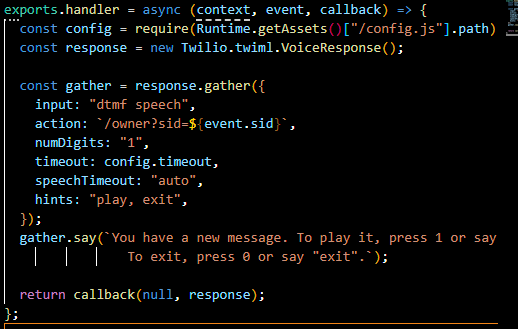 exports.handler = async (context, event, callback) => {
const config = require(Runtime.getAssets()["/config.js"].path)
const response = new Twilio.twiml.VoiceResponse();
const gather = response.gather({
input: "dtmf speech",
action: `/owner?sid=${event.sid}`,
numDigits: "1",
timeout: config.timeout,
speechTimeout: "auto",
hints: "play, exit",
});
gather.say(`You have a new message. To play it, press 1 or say
To exit, press 0 or say "exit".`);
return callback(null, response);
};